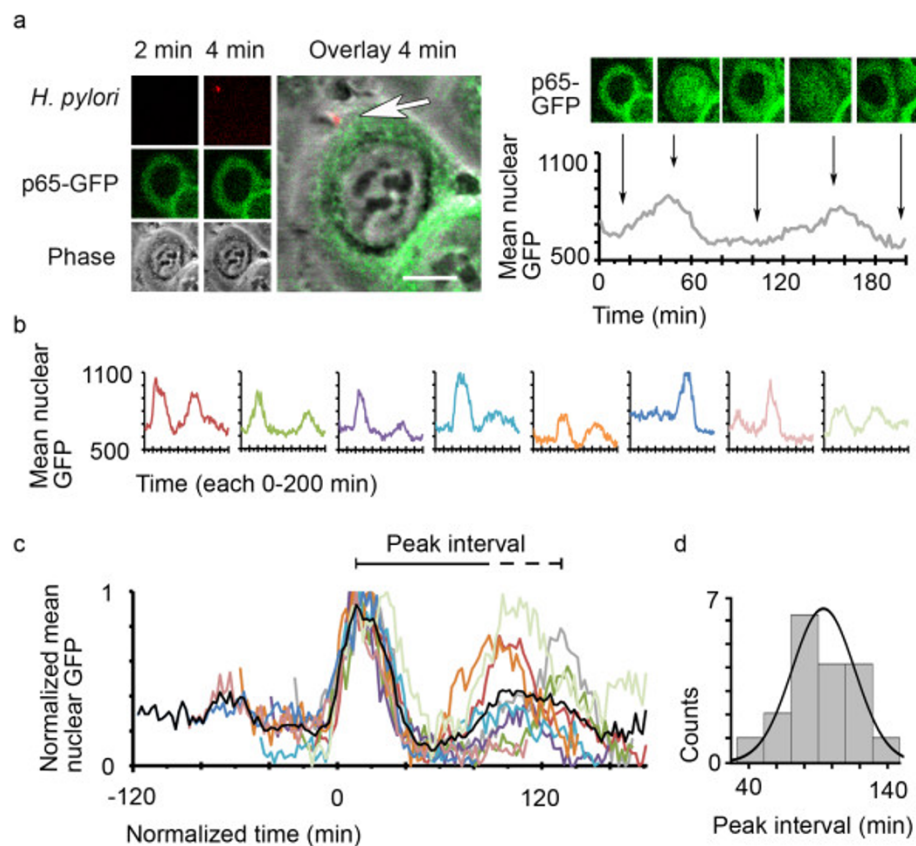 a
2 min 4 min Overlay 4 min
H. pylori
p65-GFP
Phase
p65-
GFP
Mean nuclear
GFP
1100
500
0 60 120 180
Time (min)
b
Mean nuclear
GFP
1100
500
Time (each 0-200 min)
c
Peak interval
Normalized mean
nuclear GFP
1
0
-120 0 120
Normalized time (min)
d
Counts
7
0
40 140
Peak interval (min)